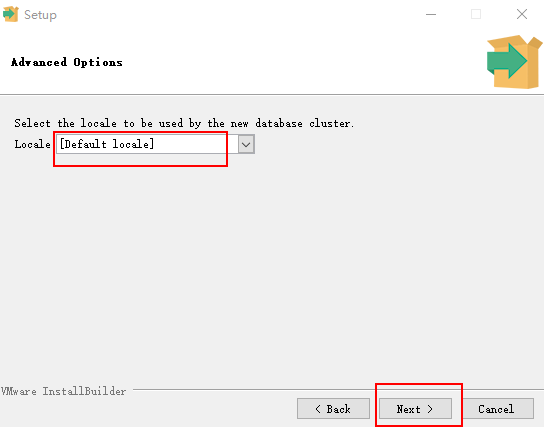 Setup
Advanced Options
Select the locale to be used by the new database cluster.
Locale [Default locale]
VMware InstallBuilder
< Back Next > Cancel